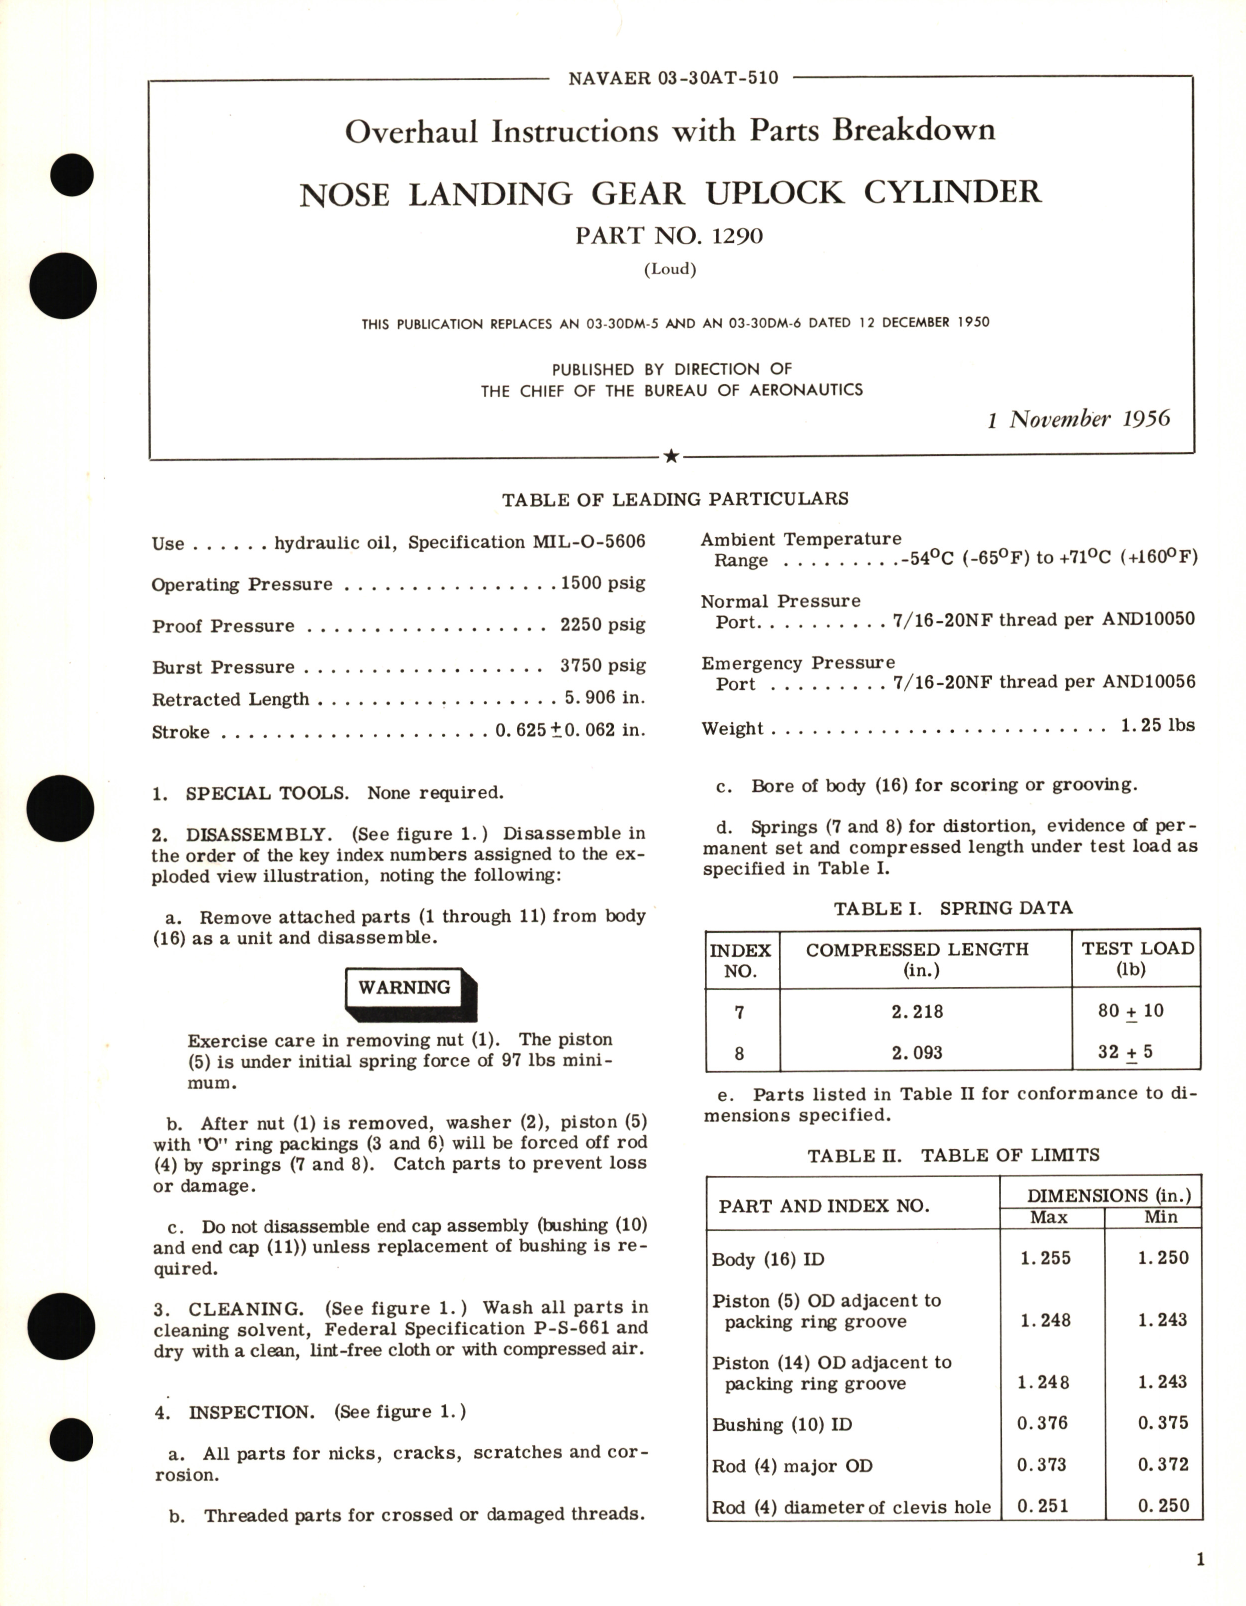 NAVAER 03-30AT-510
Overhaul Instructions with Parts Breakdown
NOSE LANDING GEAR UPLOCK CYLINDER
PART NO. 1290
(Loud)
THIS PUBLICATION REPLACES AN 03-30DM-5 AND AN 03-30DM-6 DATED 12 DECEMBER 1950
PUBLISHED BY DIRECTION OF
THE CHIEF OF THE BUREAU OF AERONAUTICS
1 November 1956
TABLE OF LEADING PARTICULARS
Use . . . . . . hydraulic oil, Specification MIL-O-5606
Operating Pressure . . . . . . . . . . . . . . . . 1500 psig
Proof Pressure . . . . . . . . . . . . . . . . . . 2250 psig
Burst Pressure . . . . . . . . . . . . . . . . . . 3750 psig
Retracted Length . . . . . . . . . . . . . . . . . . 5.906 in.
Stroke . . . . . . . . . . . . . . . . . . . . 0.625 ± 0.062 in.
Ambient Temperature
Range . . . . . . . . . -54°C (-65°F) to +71°C (+160°F)
Normal Pressure
Port. . . . . . . . . . 7/16-20NF thread per AND10050
Emergency Pressure
Port . . . . . . . . . 7/16-20NF thread per AND10056
Weight . . . . . . . . . . . . . . . . . . . . . . . . . 1.25 lbs
1. SPECIAL TOOLS. None required.
2. DISASSEMBLY. (See figure 1.) Disassemble in
the order of the key index numbers assigned to the ex-
ploded view illustration, noting the following:
a. Remove attached parts (1 through 11) from body
(16) as a unit and disassemble.
WARNING
Exercise care in removing nut (1). The piston
(5) is under initial spring force of 97 lbs mini-
mum.
b. After nut (1) is removed, washer (2), piston (5)
with "O" ring packings (3 and 6) will be forced off rod
(4) by springs (7 and 8). Catch parts to prevent loss
or damage.
c. Do not disassemble end cap assembly (bushing (10)
and end cap (11)) unless replacement of bushing is re-
quired.
3. CLEANING. (See figure 1.) Wash all parts in
cleaning solvent, Federal Specification P-S-661 and
dry with a clean, lint-free cloth or with compressed air.
4. INSPECTION. (See figure 1.)
a. All parts for nicks, cracks, scratches and cor-
rosion.
b. Threaded parts for crossed or damaged threads.
c. Bore of body (16) for scoring or grooving.
d. Springs (7 and 8) for distortion, evidence of per-
manent set and compressed length under test load as
specified in Table I.
TABLE I. SPRING DATA
INDEX NO. COMPRESSED LENGTH (in.) TEST LOAD (lb)
7 2.218 80 ± 10
8 2.093 32 ± 5
e. Parts listed in Table II for conformance to di-
mensions specified.
TABLE II. TABLE OF LIMITS
PART AND INDEX NO. DIMENSIONS (in.)
Max Min
Body (16) ID 1.255 1.250
Piston (5) OD adjacent to
packing ring groove 1.248 1.243
Piston (14) OD adjacent to
packing ring groove 1.248 1.243
Bushing (10) ID 0.376 0.375
Rod (4) major OD 0.373 0.372
Rod (4) diameter of clevis hole 0.251 0.250
1